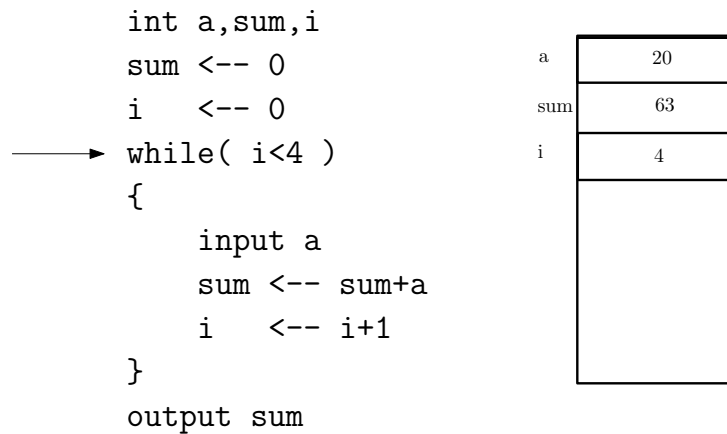 int a,sum,i
sum <-- 0
i <-- 0
while( i<4 )
{
input a
sum <-- sum+a
i <-- i+1
}
output sum
a 20
sum 63
i 4